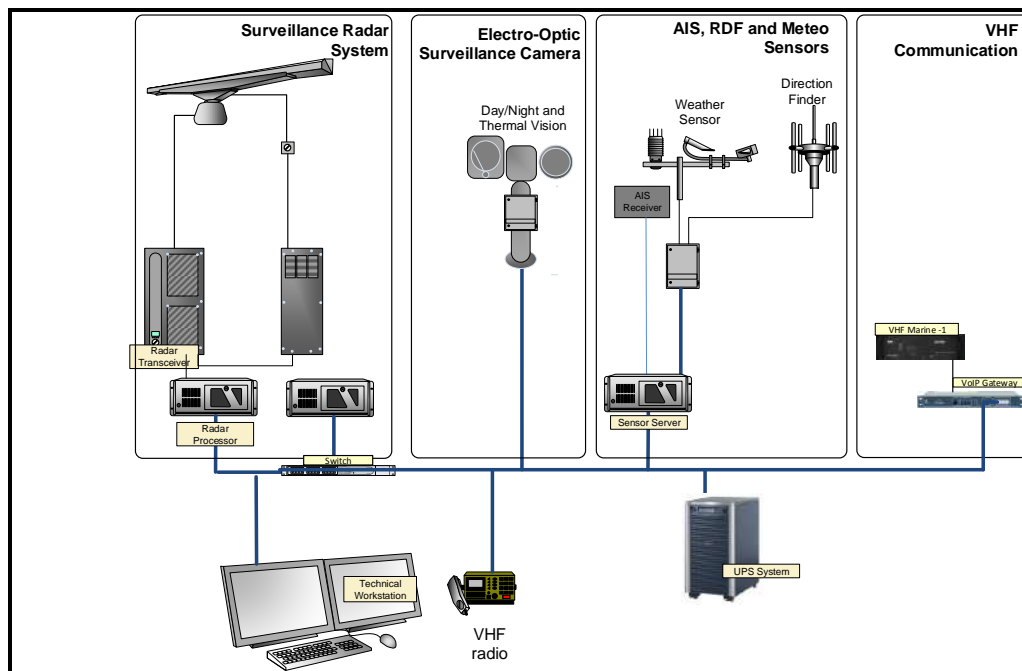 Surveillance Radar
System
Electro-Optic
Surveillance Camera
AIS, RDF and Meteo
Sensors
VHF
Communication
Day/Night and
Thermal Vision
Weather
Sensor
Direction
Finder
AIS
Receiver
Radar
Transceiver
Radar
Processor
Switch
Sensor Server
VHF Marine -1
VoIP Gateway
Technical
Workstation
VHF
radio
UPS System